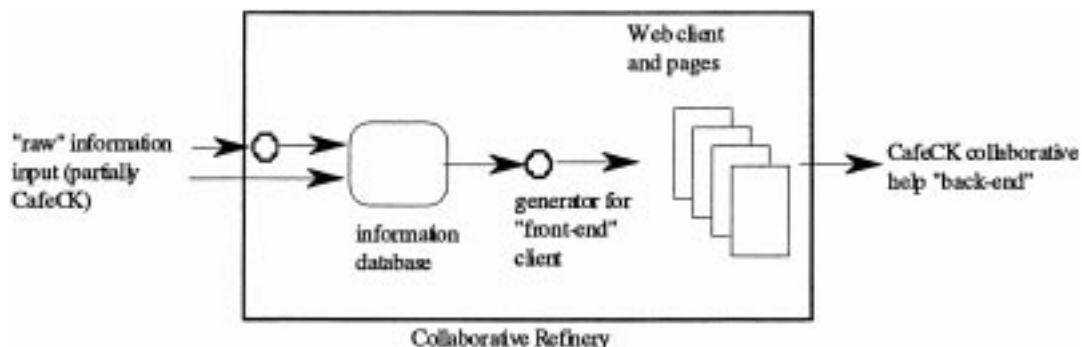 Web client
and pages
"raw" information
input (partially
CafeCK)
information
database
generator for
"front-end"
client
CafeCK collaborative
help "back-end"
Collaborative Refinery